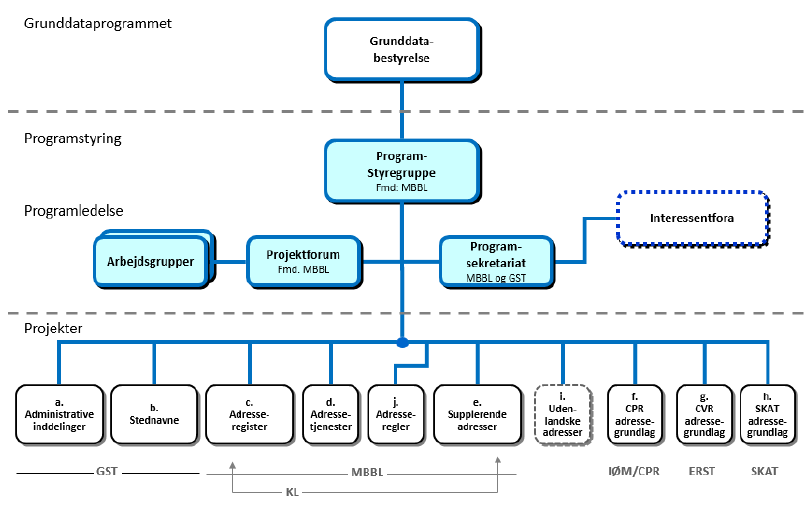 Grunddataprogrammet
Grunddata-
bestyrelse
Programstyring
Program-
Styregruppe
Fmd: MBBL
Programledelse
Interessentfora
Arbejdsgrupper
Projektforum
Fmd. MBBL
Program-
sekretariat
MBBL og GST
Projekter
a.
Administrative
inddelinger
b.
Stednavne
c.
Adresse-
register
d.
Adresse-
tjenester
j.
Adresse-
regler
e.
Supplerende
adresser
i.
Uden-
landske
adresser
f.
CPR
adresse-
grundlag
g.
CVR
adresse-
grundlag
h.
SKAT
adresse-
grundlag
GST
MBBL
IØM/CPR
ERST
SKAT
KL